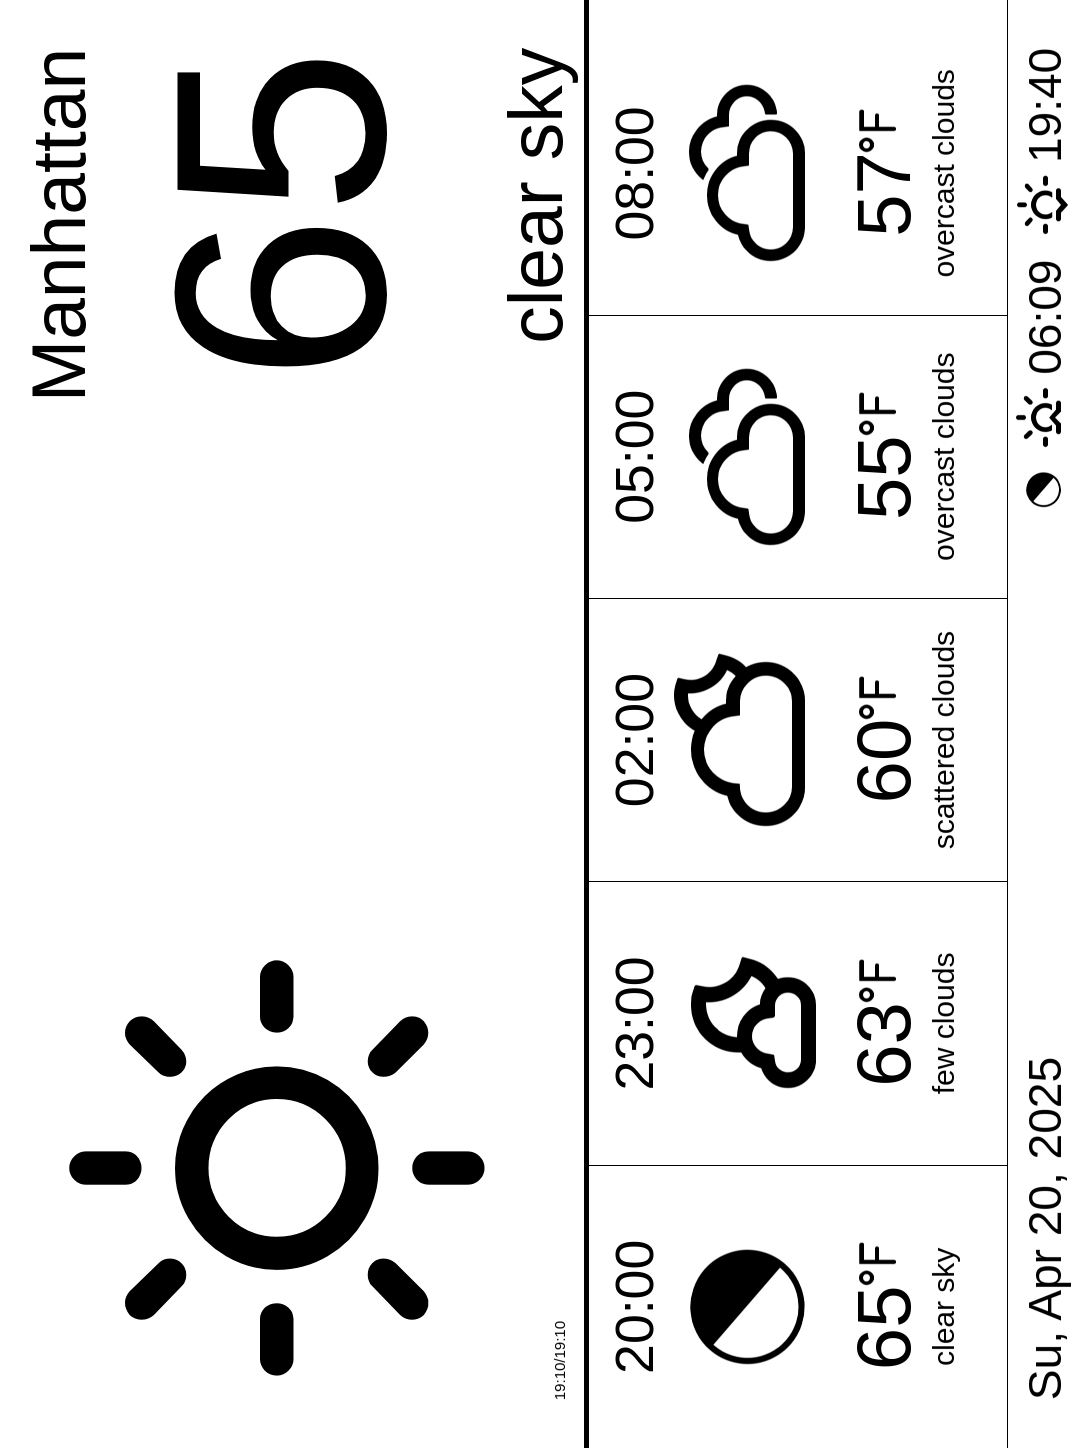 Manhattan
65
clear sky
19:10/19:10
20:00
65°F
clear sky
23:00
63°F
few clouds
02:00
60°F
scattered clouds
05:00
55°F
overcast clouds
08:00
57°F
overcast clouds
Su, Apr 20, 2025
06:09 19:40